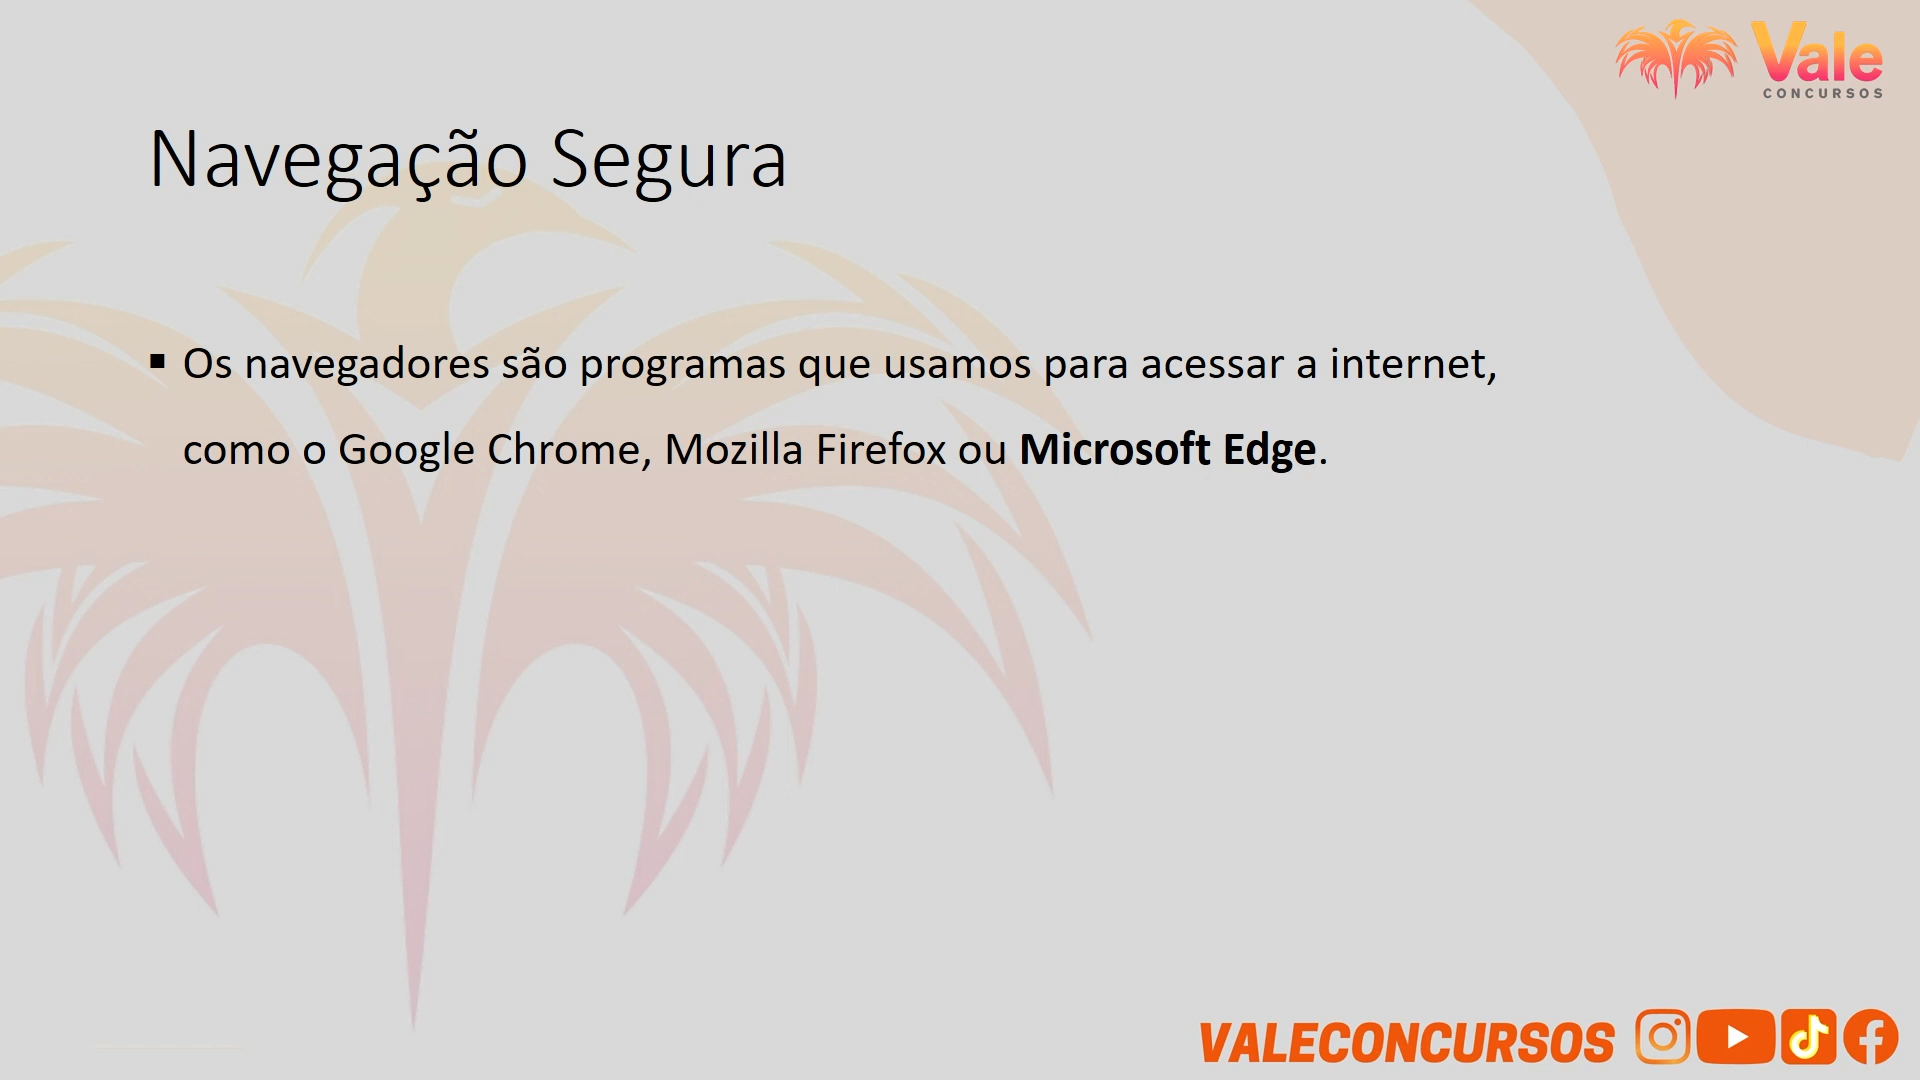 Vale
CONCURSOS
Navegação Segura
▪ Os navegadores são programas que usamos para acessar a internet,
como o Google Chrome, Mozilla Firefox ou Microsoft Edge.
VALECONCURSOS